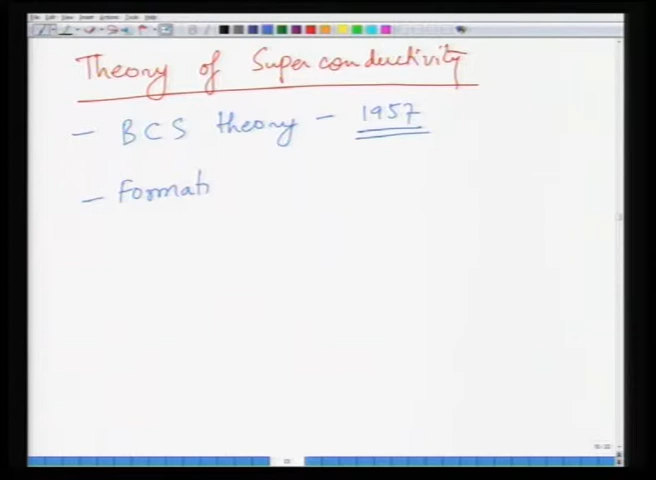 Theory of Superconductivity
- BCS theory - 1957
- Formati